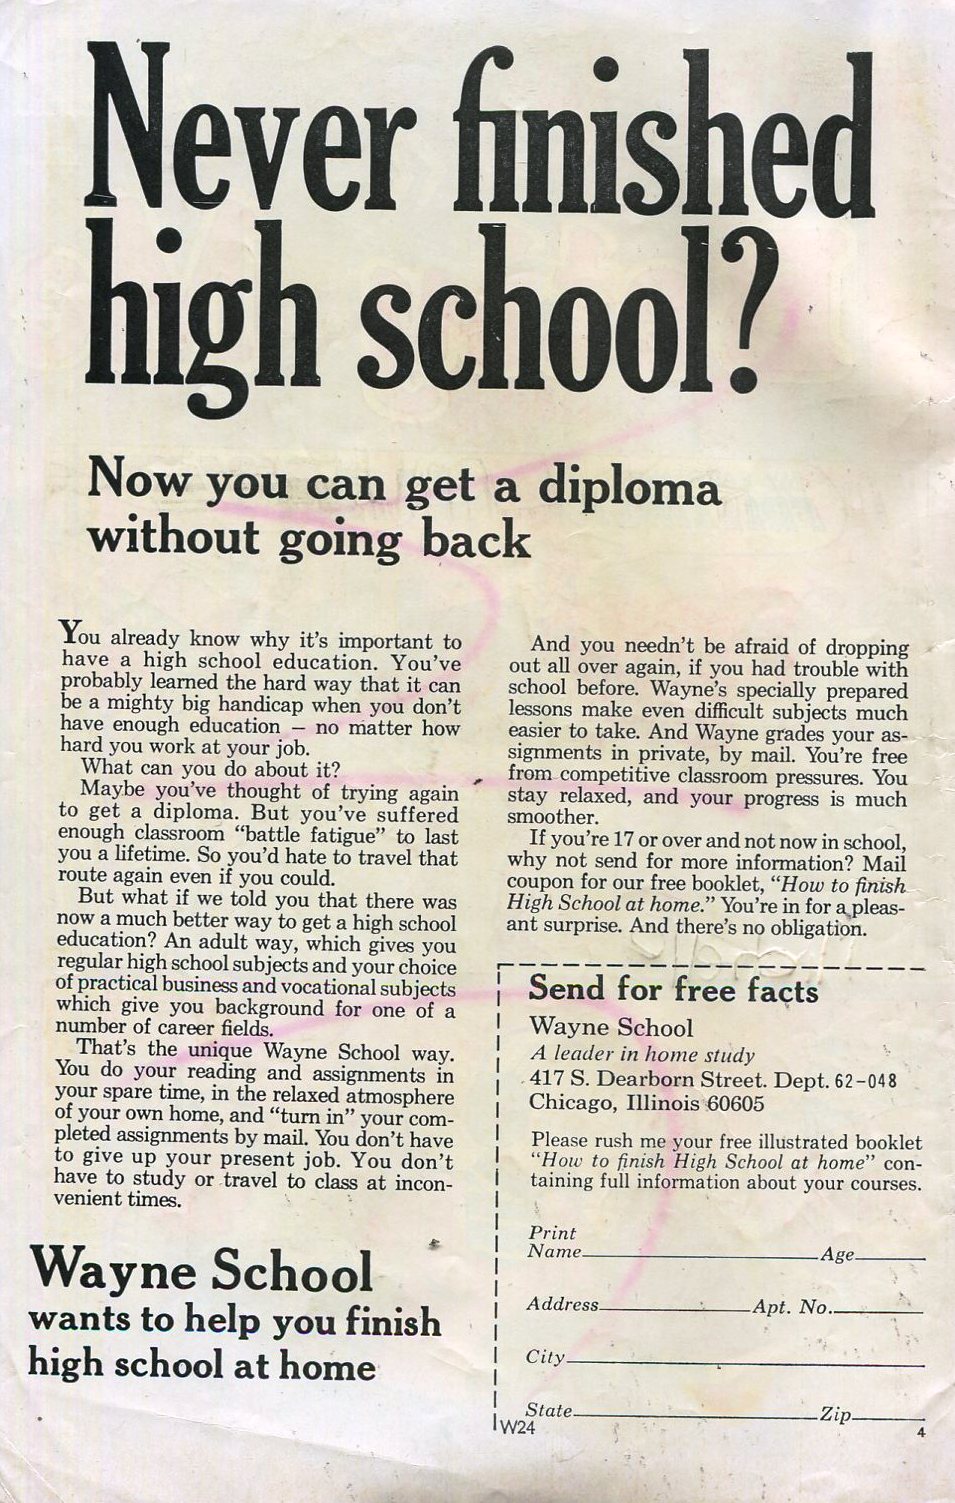 Never finished
high school?
Now you can get a diploma
without going back
You already know why it's important to
have a high school education. You've
probably learned the hard way that it can
be a mighty big handicap when you don't
have enough education — no matter how
hard you work at your job.
What can you do about it?
Maybe you've thought of trying again
to get a diploma. But you've suffered
enough classroom "battle fatigue" to last
you a lifetime. So you'd hate to travel that
route again even if you could.
But what if we told you that there was
now a much better way to get a high school
education? An adult way, which gives you
regular high school subjects and your choice
of practical business and vocational subjects
which give you background for one of a
number of career fields.
That's the unique Wayne School way.
You do your reading and assignments in
your spare time, in the relaxed atmosphere
of your own home, and "turn in" your com-
pleted assignments by mail. You don't have
to give up your present job. You don't
have to study or travel to class at incon-
venient times.
Wayne School
wants to help you finish
high school at home
And you needn't be afraid of dropping
out all over again, if you had trouble with
school before. Wayne's specially prepared
lessons make even difficult subjects much
easier to take. And Wayne grades your as-
signments in private, by mail. You're free
from competitive classroom pressures. You
stay relaxed, and your progress is much
smoother.
If you're 17 or over and not now in school,
why not send for more information? Mail
coupon for our free booklet, "How to finish
High School at home." You're in for a pleas-
ant surprise. And there's no obligation.
Send for free facts
Wayne School
A leader in home study
417 S. Dearborn Street. Dept. 62-048
Chicago, Illinois 60605
Please rush me your free illustrated booklet
"How to finish High School at home" con-
taining full information about your courses.
Print
Name Age
Address Apt. No.
City
State Zip
W24 4